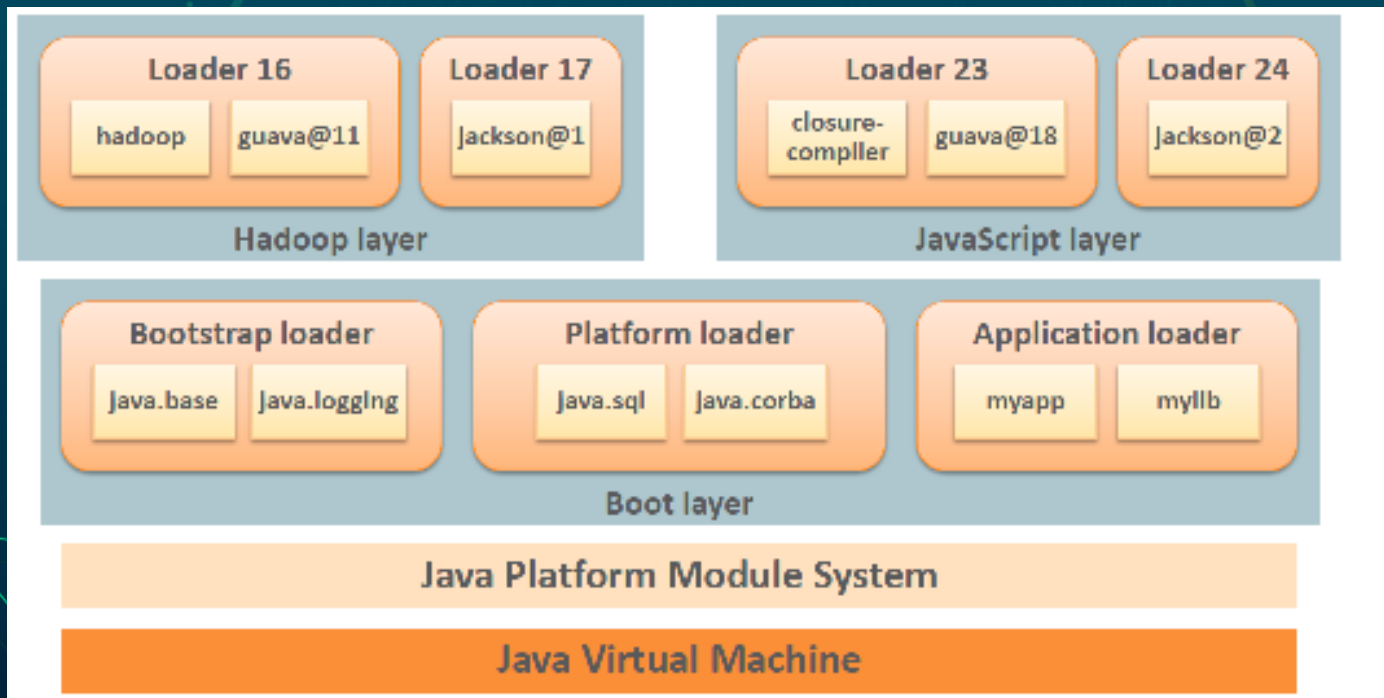 Loader 16
Loader 17
hadoop
guava@11
jackson@1
Hadoop layer
Loader 23
Loader 24
closure-
compiler
guava@18
jackson@2
JavaScript layer
Bootstrap loader
java.base
java.logging
Platform loader
java.sql
java.corba
Application loader
myapp
mylib
Boot layer
Java Platform Module System
Java Virtual Machine